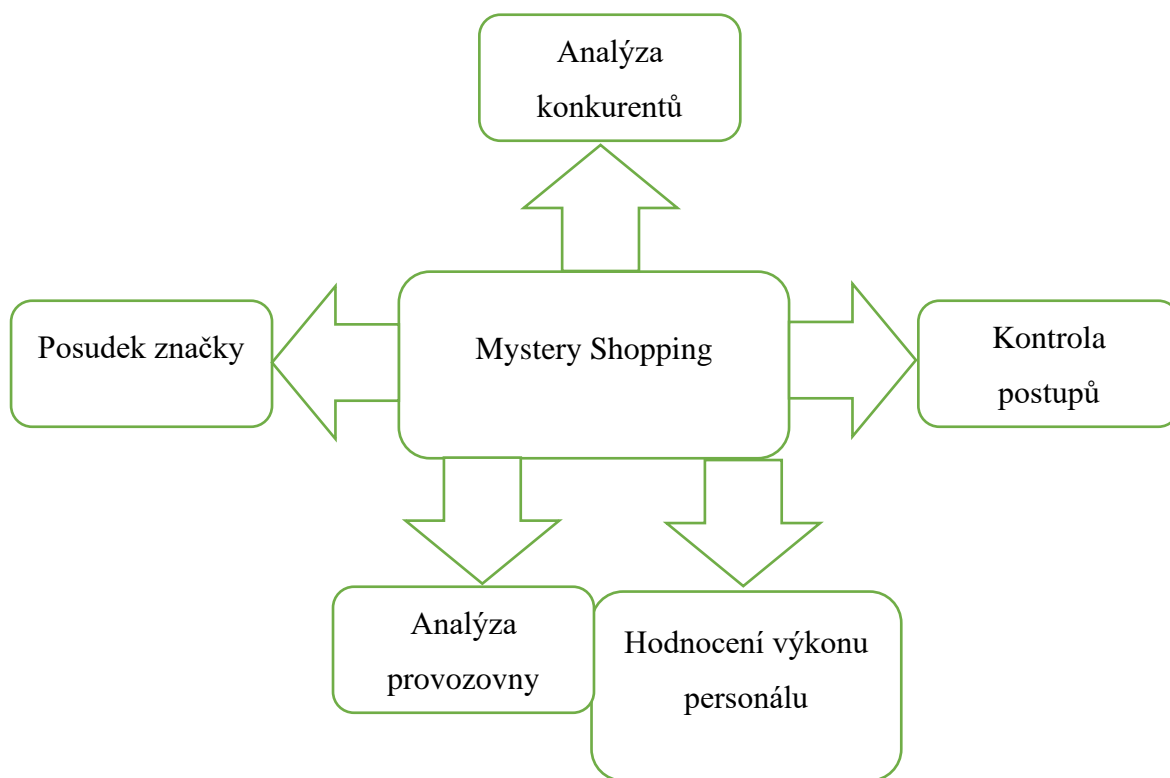 Analýza
konkurentů
Posudek značky
Mystery Shopping
Kontrola
postupů
Analýza
provozovny
Hodnocení výkonu
personálu